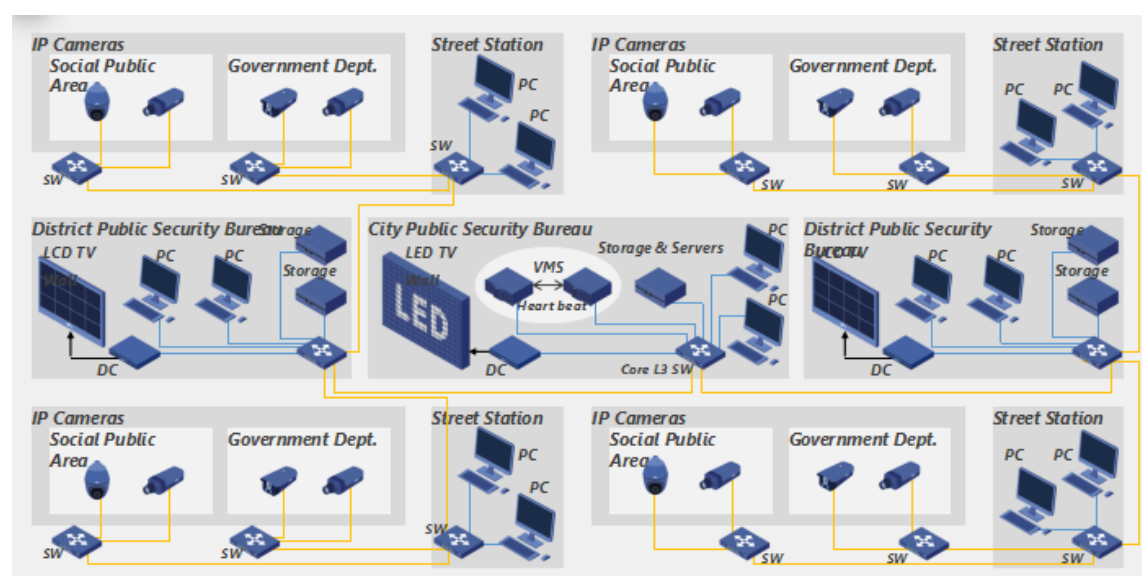 IP Cameras
Social Public
Area
Government Dept.
SW
SW
Street Station
PC
PC
SW
IP Cameras
Social Public
Area
Government Dept.
SW
SW
Street Station
PC
PC
SW
District Public Security Bureau
Storage
LCD TV
Wall
PC
PC
Storage
DC
City Public Security Bureau
LED TV
Wall
LED
VMS
Heart beat
Storage & Servers
PC
PC
DC
Core L3 SW
District Public Security
Bureau
LCD TV
PC
PC
Storage
Storage
DC
IP Cameras
Social Public
Area
Government Dept.
SW
SW
Street Station
PC
PC
SW
IP Cameras
Social Public
Area
Government Dept.
SW
SW
Street Station
PC
PC
SW